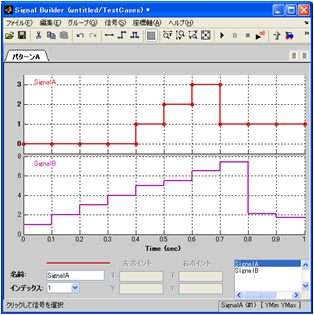 Signal Builder (untitled/TestCases) *
ファイル(F) 編集(E) グループ(G) 信号(S) 座標軸(A) ヘルプ(H)
all
パターンA
SignalA
3
2
1
0
SignalB
8
6
4
2
0
0 0.1 0.2 0.3 0.4 0.5 0.6 0.7 0.8 0.9 1
Time (sec)
左ポイント 右ポイント
名前: SignalA T: T:
インデックス: 1 Y: Y:
SignalA
SignalB
クリックして信号を選択
SignalA (#1) [ YMin YMax ]